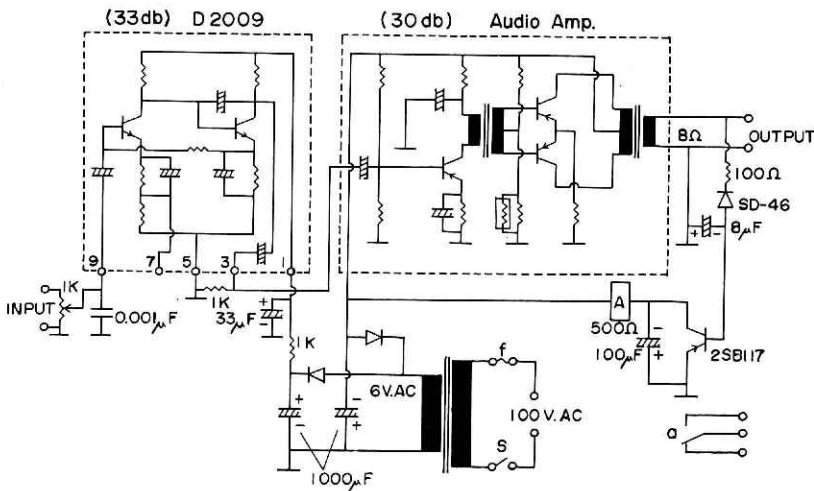 (33db) D2009
(30db) Audio Amp.
8Ω
OUTPUT
100Ω
SD-46
8μF
+ -
9
7
5
3
1
1K
INPUT
0.001μF
1K
33μF
+
-
1K
A
500Ω
100μF
-
+
2SB117
6V.AC
f
100V.AC
S
a
+
-
-
+
1000μF